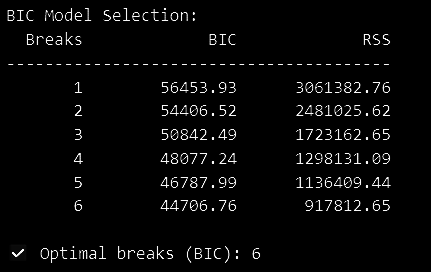 BIC Model Selection:
Breaks BIC RSS
----------------------------------------
1 56453.93 3061382.76
2 54406.52 2481025.62
3 50842.49 1723162.65
4 48077.24 1298131.09
5 46787.99 1136409.44
6 44706.76 917812.65
✓ Optimal breaks (BIC): 6